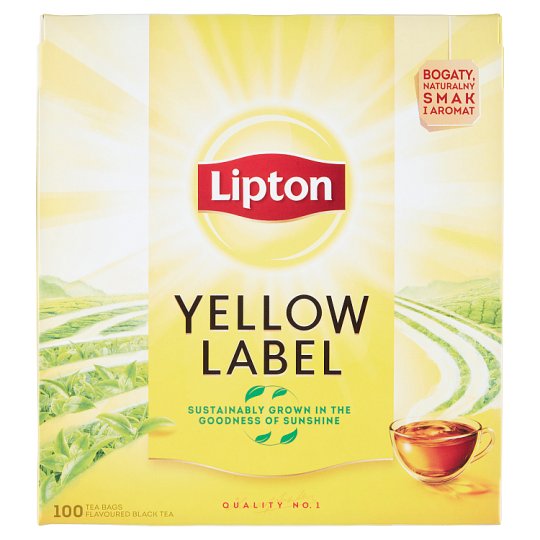 BOGATY,
NATURALNY
SMAK
I AROMAT
Lipton
YELLOW
LABEL
SUSTAINABLY GROWN IN THE
GOODNESS OF SUNSHINE
100 TEA BAGS
FLAVOURED BLACK TEA
QUALITY NO.1